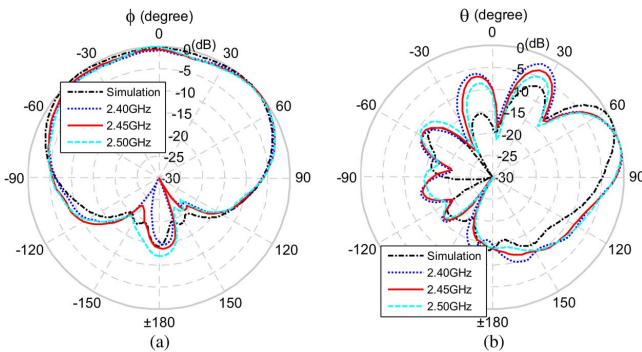 ϕ (degree)
0
-30
0 (dB)
30
-5
-10
-15
-20
-25
-30
-60
60
-90
90
-120
120
-150
150
±180
Simulation
2.40GHz
2.45GHz
2.50GHz
(a)
θ (degree)
0
-30
0 (dB)
30
-5
-10
-15
-20
-25
-30
-60
60
-90
90
-120
120
150
±180
Simulation
2.40GHz
2.45GHz
2.50GHz
(b)